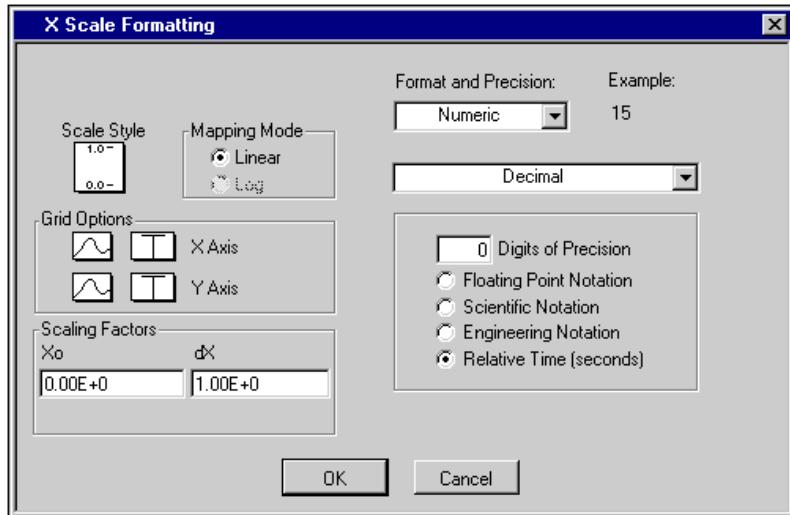 X Scale Formatting
Format and Precision:
Example:
Numeric
15
Scale Style
1.0
0.0
Mapping Mode
Linear
Log
Decimal
Grid Options
X Axis
Y Axis
0 Digits of Precision
Floating Point Notation
Scientific Notation
Engineering Notation
Relative Time (seconds)
Scaling Factors
Xo
dX
0.00E+0
1.00E+0
OK
Cancel